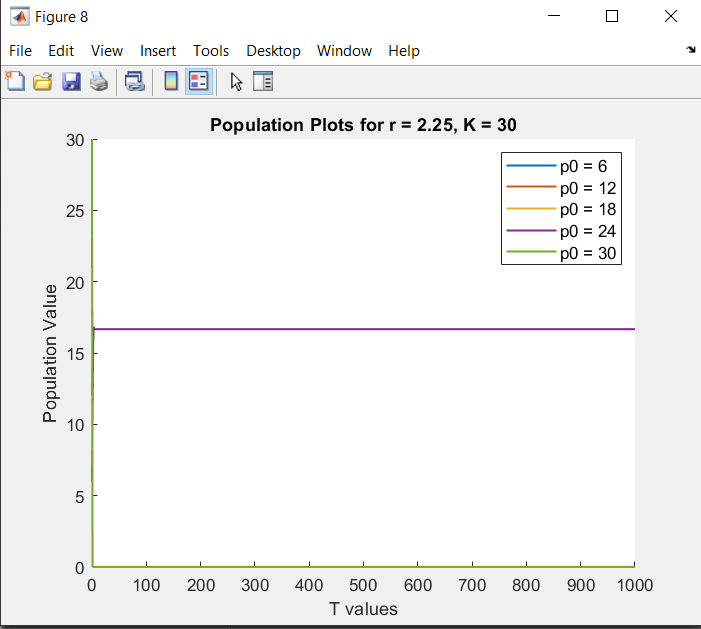 Figure 8
File Edit View Insert Tools Desktop Window Help
Population Plots for r = 2.25, K = 30
30
25
20
15
10
5
0
Population Value
p0 = 6
p0 = 12
p0 = 18
p0 = 24
p0 = 30
0 100 200 300 400 500 600 700 800 900 1000
T values